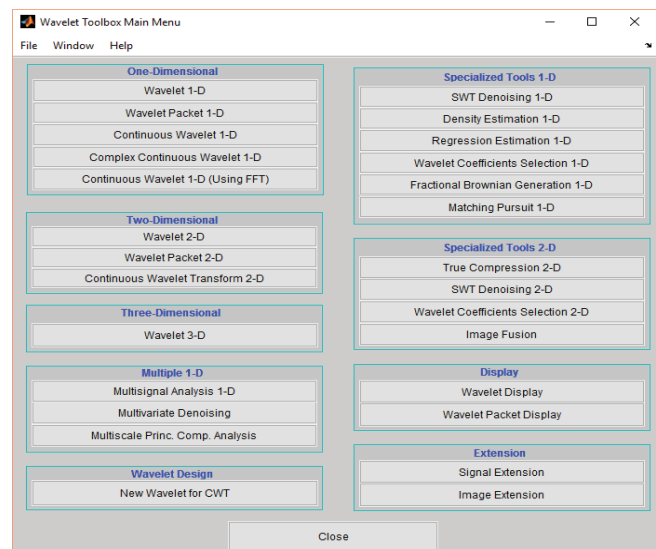 Wavelet Toolbox Main Menu
File Window Help
One-Dimensional
Wavelet 1-D
Wavelet Packet 1-D
Continuous Wavelet 1-D
Complex Continuous Wavelet 1-D
Continuous Wavelet 1-D (Using FFT)
Two-Dimensional
Wavelet 2-D
Wavelet Packet 2-D
Continuous Wavelet Transform 2-D
Three-Dimensional
Wavelet 3-D
Multiple 1-D
Multisignal Analysis 1-D
Multivariate Denoising
Multiscale Princ. Comp. Analysis
Wavelet Design
New Wavelet for CWT
Specialized Tools 1-D
SWT Denoising 1-D
Density Estimation 1-D
Regression Estimation 1-D
Wavelet Coefficients Selection 1-D
Fractional Brownian Generation 1-D
Matching Pursuit 1-D
Specialized Tools 2-D
True Compression 2-D
SWT Denoising 2-D
Wavelet Coefficients Selection 2-D
Image Fusion
Display
Wavelet Display
Wavelet Packet Display
Extension
Signal Extension
Image Extension
Close